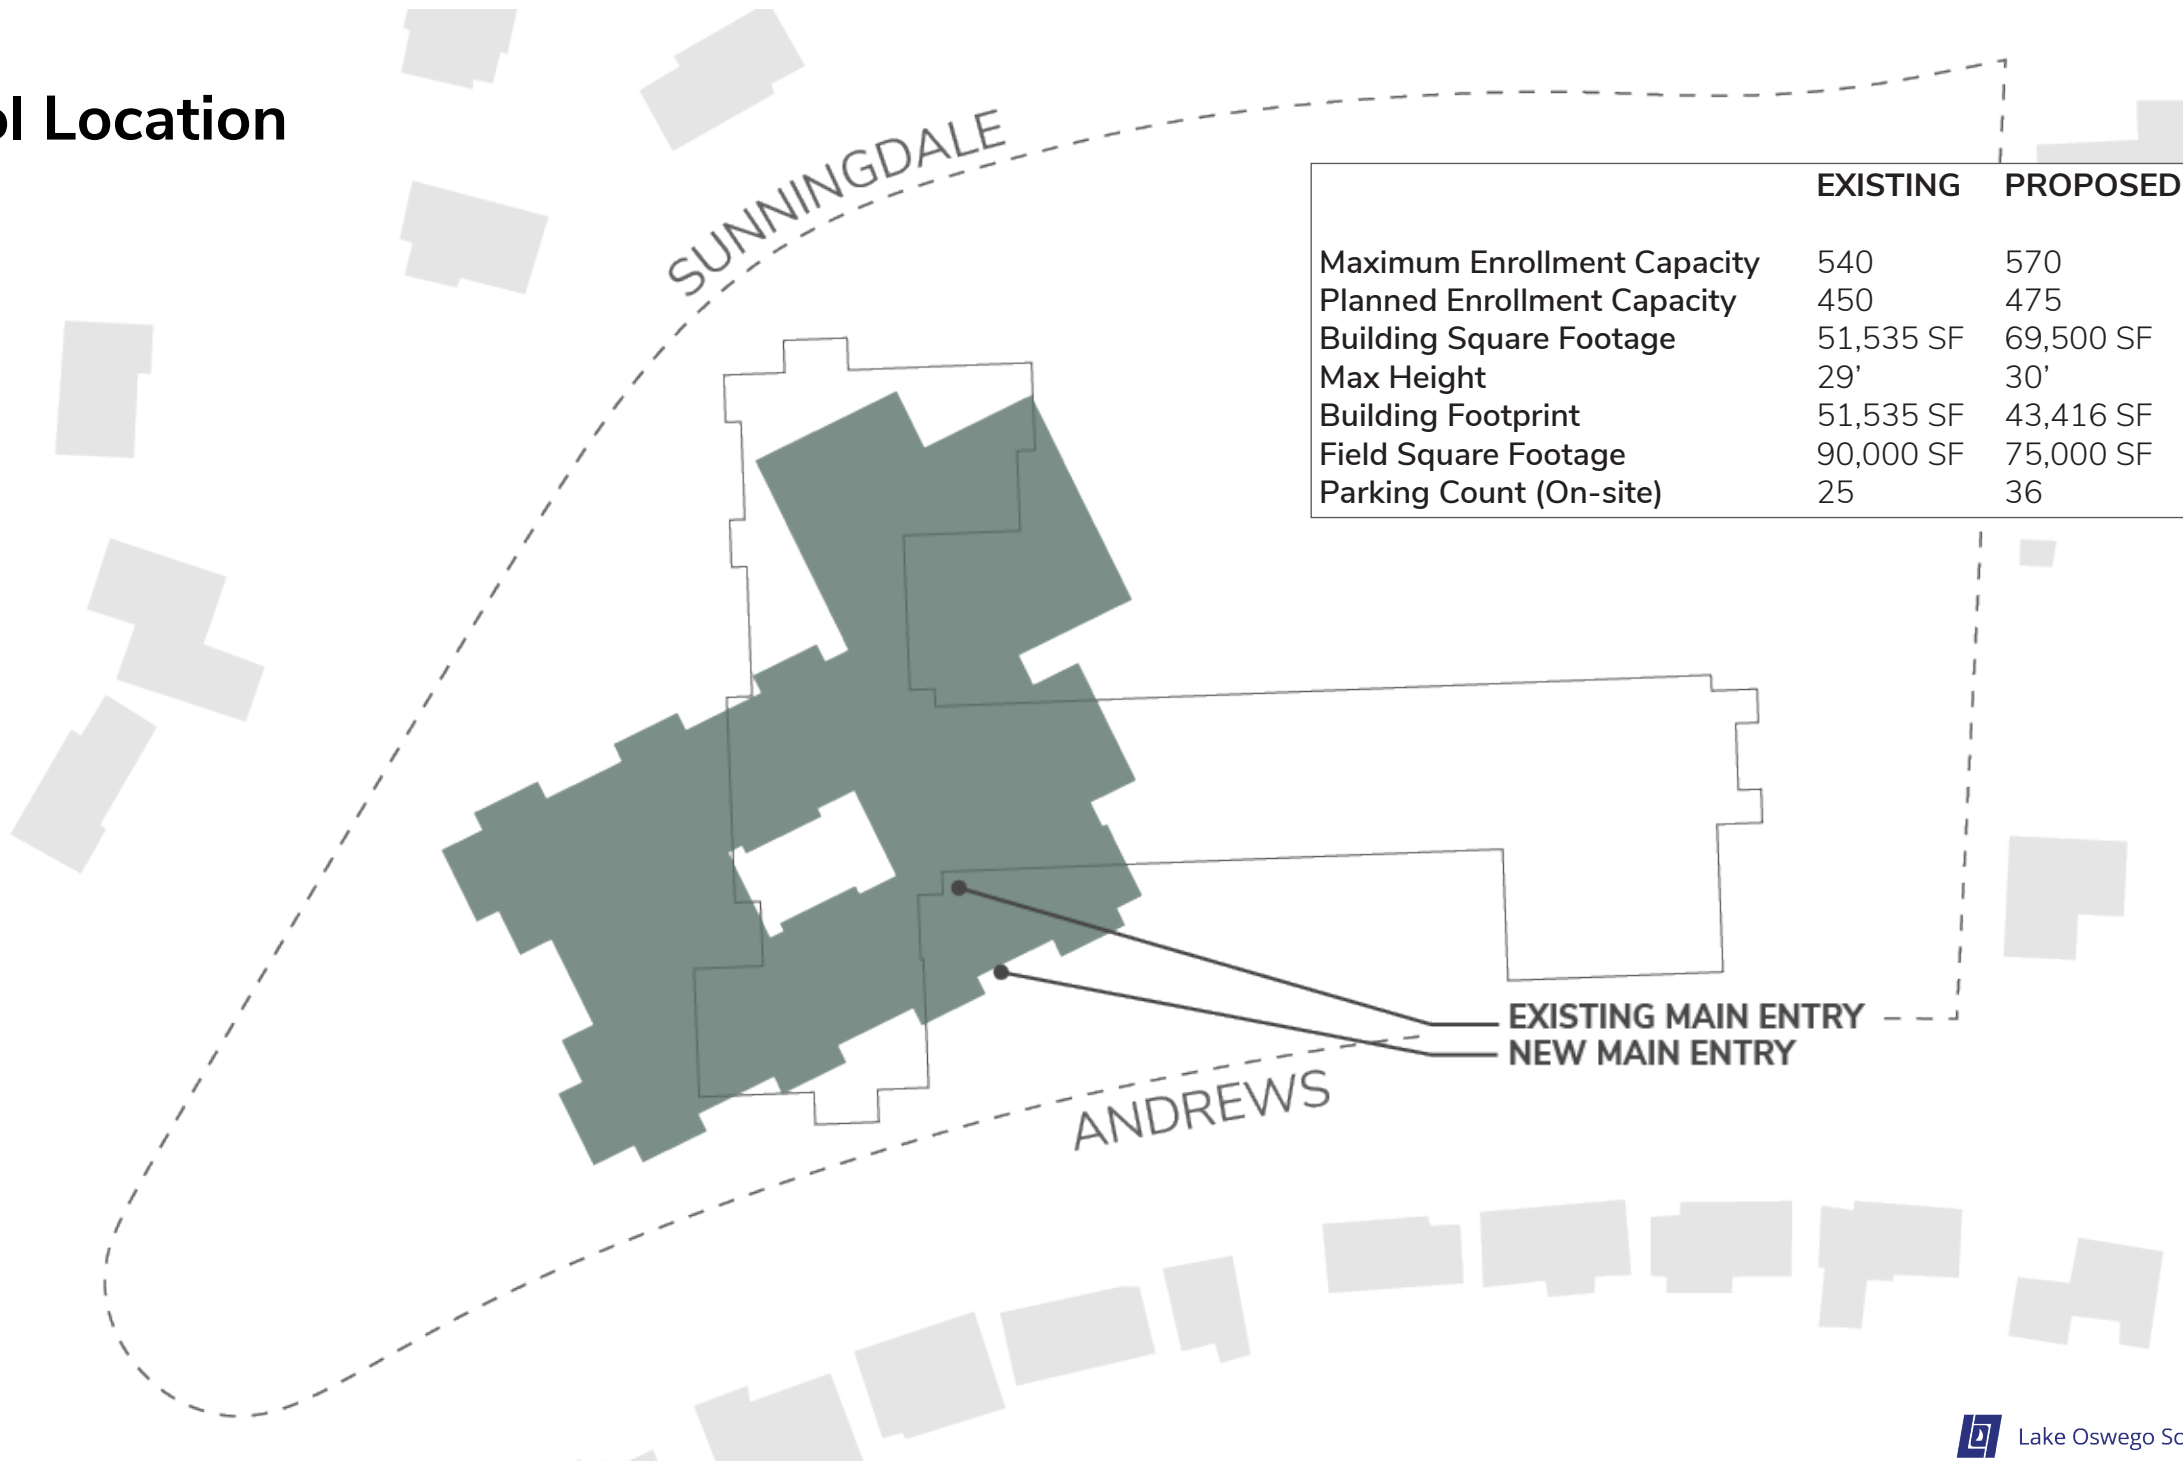 ol Location
SUNNINGDALE
EXISTING PROPOSED
Maximum Enrollment Capacity 540 570
Planned Enrollment Capacity 450 475
Building Square Footage 51,535 SF 69,500 SF
Max Height 29’ 30’
Building Footprint 51,535 SF 43,416 SF
Field Square Footage 90,000 SF 75,000 SF
Parking Count (On-site) 25 36
EXISTING MAIN ENTRY
NEW MAIN ENTRY
ANDREWS
Lake Oswego Sc